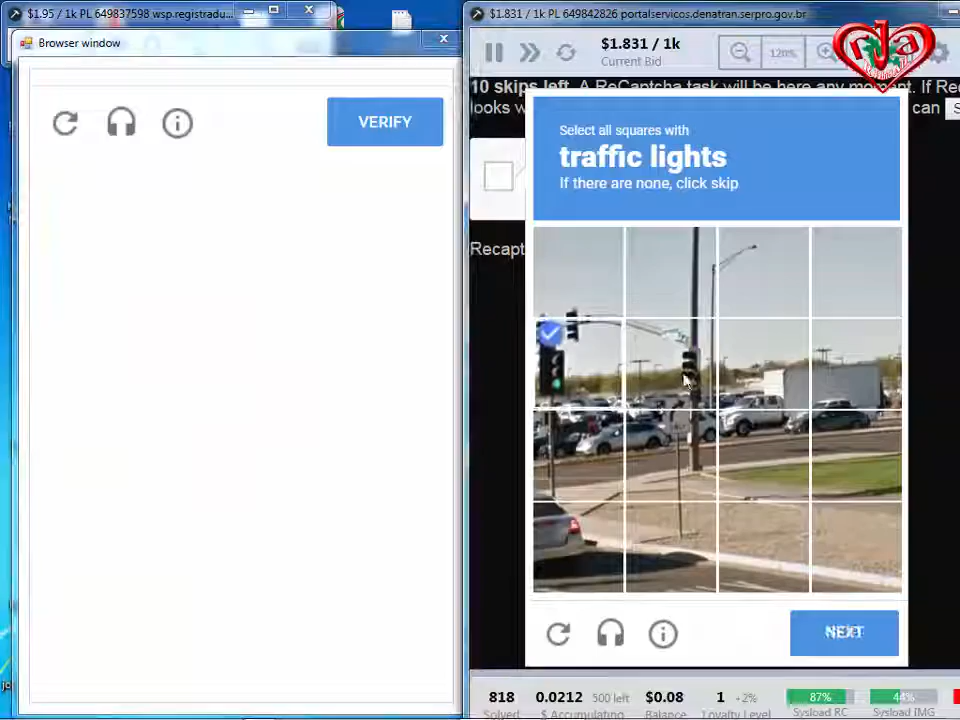 $1.95 / 1k PL 649837598 wsp.registradu...
Browser window
VERIFY
$1.831 / 1k PL 649842826 portalservicos.denatran.serpro.gov.br
$1.831 / 1k
Current Bid
120%
10 skips left. A ReCaptcha task will be here any moment. If Rec
looks w
can
S
Select all squares with
traffic lights
If there are none, click skip
Recapt
NEXT
818
Solved
0.0212
500 left
$ Accumulating
$0.08
Balance
1
+2%
Loyalty Level
87%
Sysload RC
44%
Sysload IMG